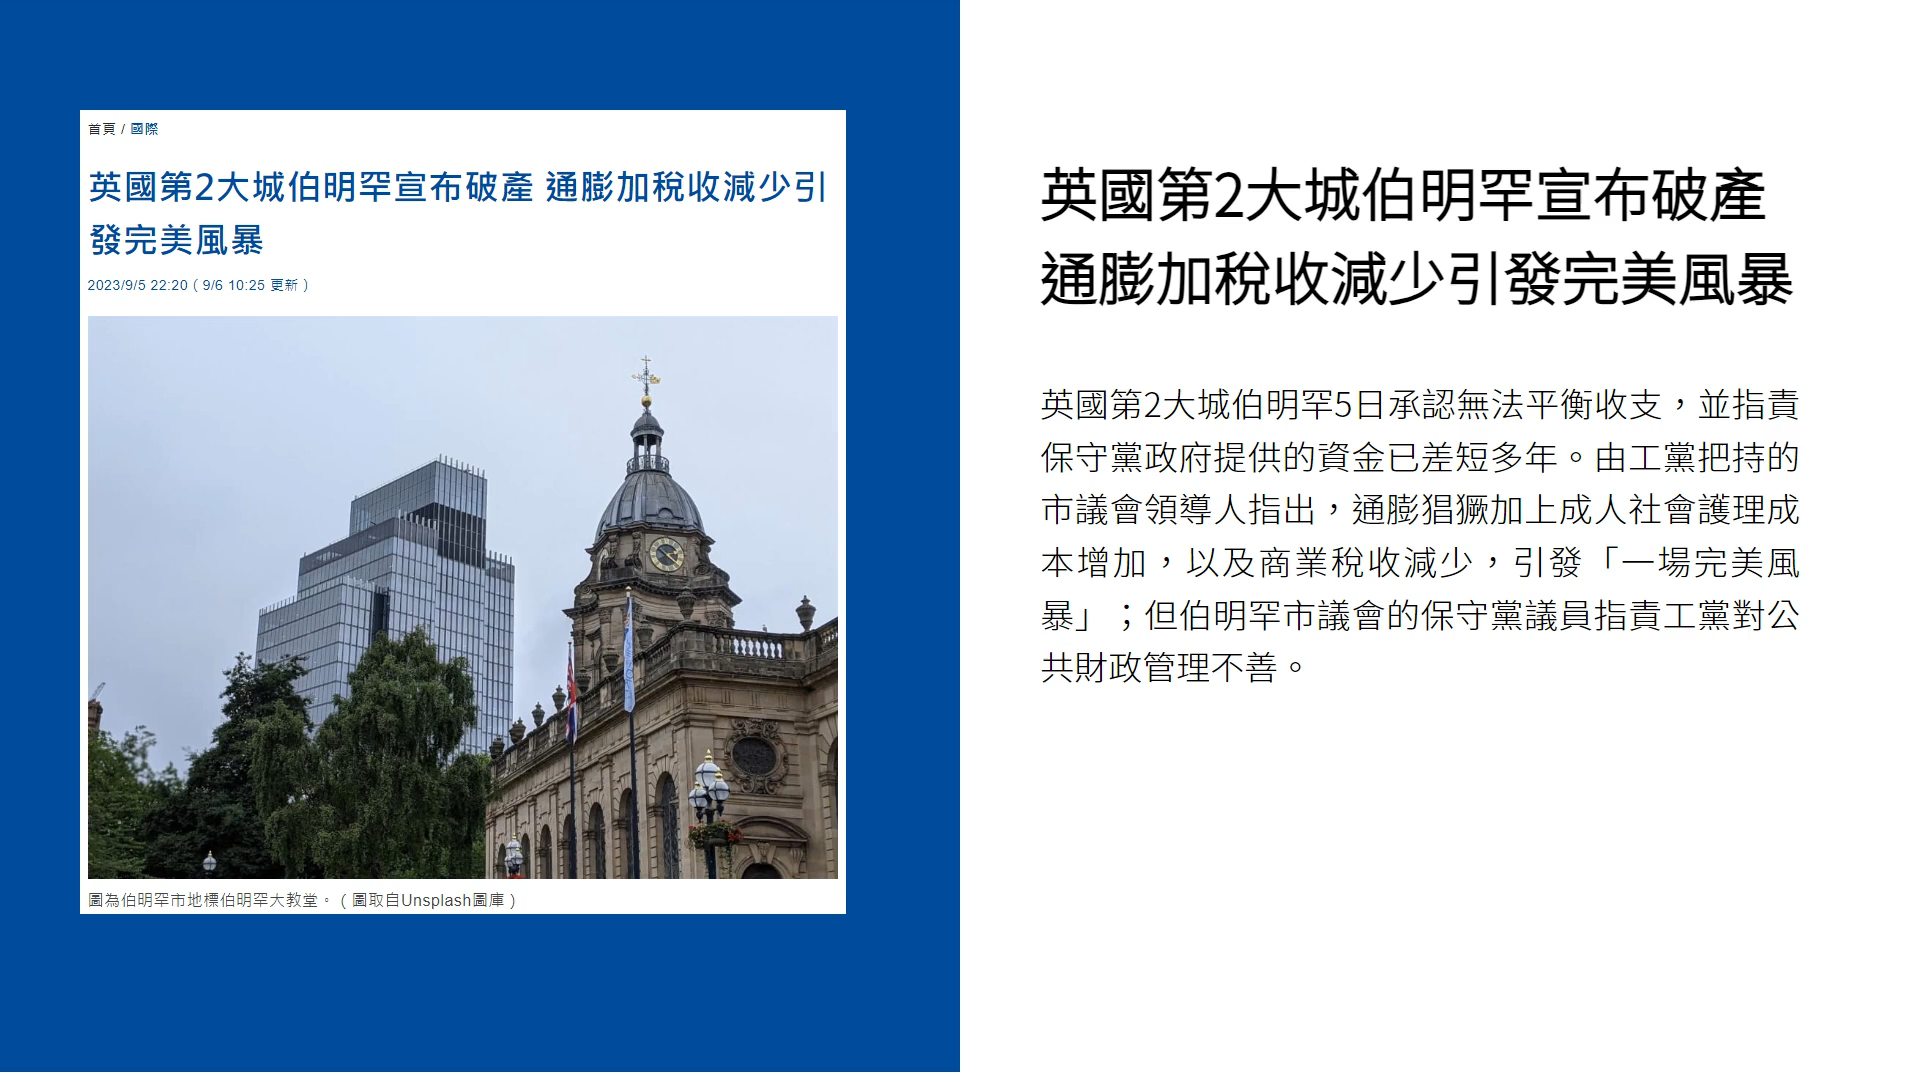 首頁 / 國際
英國第2大城伯明罕宣布破產 通膨加稅收減少引
發完美風暴
2023/9/5 22:20（9/6 10:25 更新）
圖為伯明罕市地標伯明罕大教堂。（圖取自Unsplash圖庫）
英國第2大城伯明罕宣布破產
通膨加稅收減少引發完美風暴
英國第2大城伯明罕5日承認無法平衡收支，並指責
保守黨政府提供的資金已差短多年。由工黨把持的
市議會領導人指出，通膨猖獗加上成人社會護理成
本增加，以及商業稅收減少，引發「一場完美風
暴」；但伯明罕市議會的保守黨議員指責工黨對公
共財政管理不善。